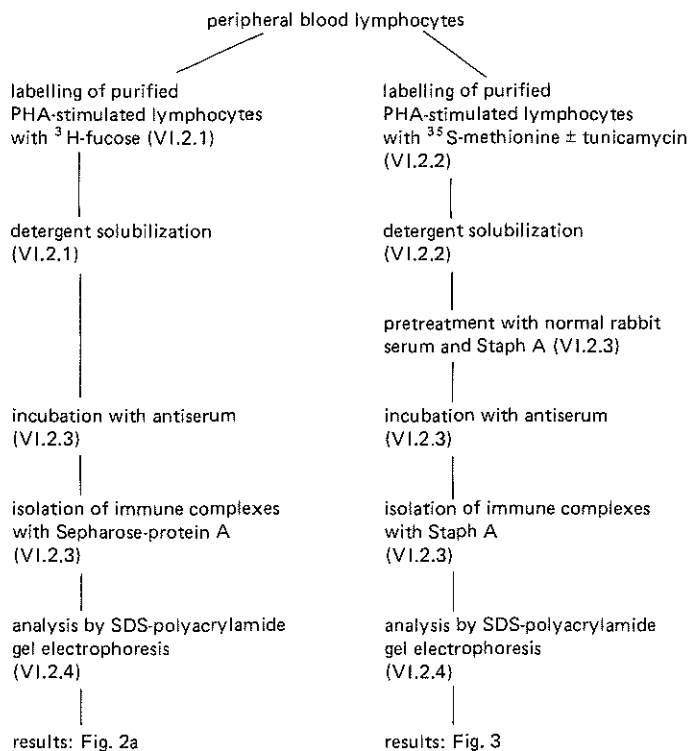 peripheral blood lymphocytes
labelling of purified
PHA-stimulated lymphocytes
with ³H-fucose (VI.2.1)
detergent solubilization
(VI.2.1)
incubation with antiserum
(VI.2.3)
isolation of immune complexes
with Sepharose-protein A
(VI.2.3)
analysis by SDS-polyacrylamide
gel electrophoresis
(VI.2.4)
results: Fig. 2a
labelling of purified
PHA-stimulated lymphocytes
with ³⁵S-methionine ± tunicamycin
(VI.2.2)
detergent solubilization
(VI.2.2)
pretreatment with normal rabbit
serum and Staph A (VI.2.3)
incubation with antiserum
(VI.2.3)
isolation of immune complexes
with Staph A
(VI.2.3)
analysis by SDS-polyacrylamide
gel electrophoresis
(VI.2.4)
results: Fig. 3